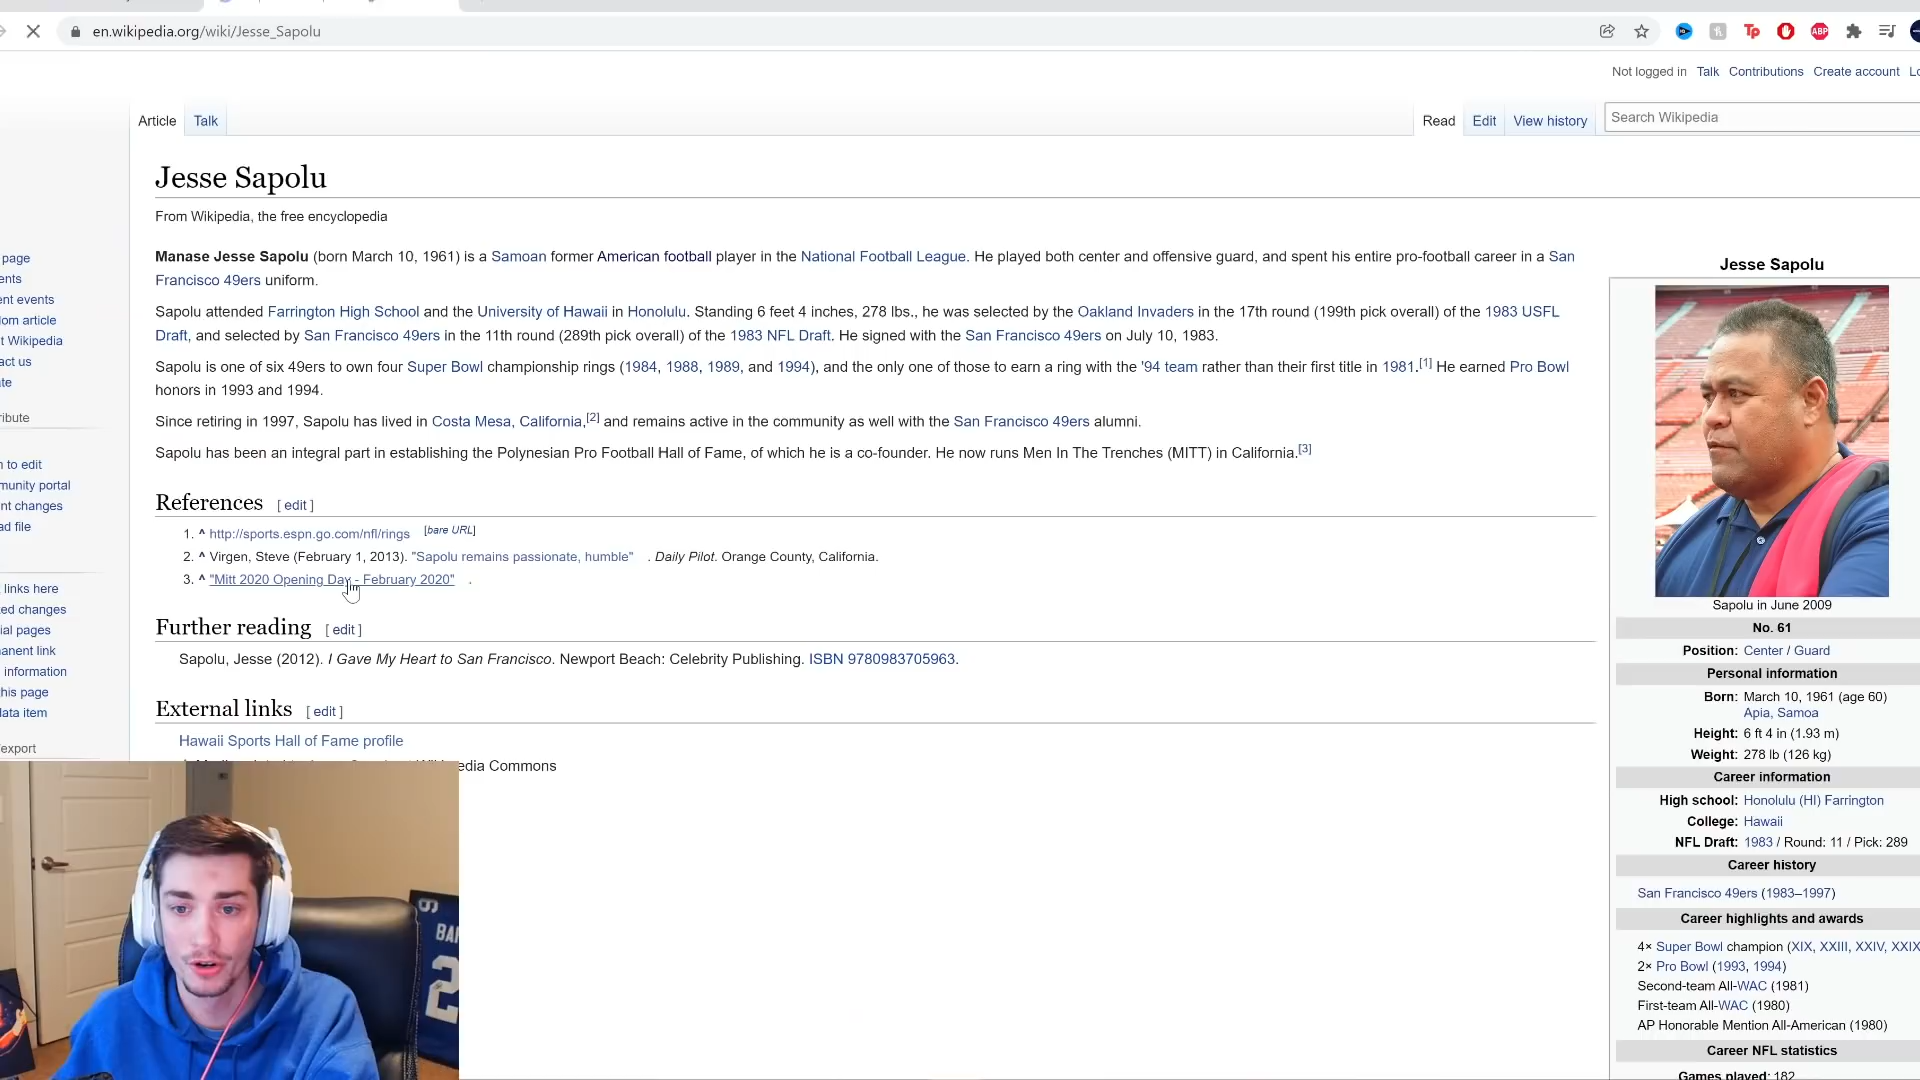 en.wikipedia.org/wiki/Jesse_Sapolu
Tp
ABP
Not logged in Talk Contributions Create account
Article Talk
Read Edit View history Search Wikipedia
Jesse Sapolu
From Wikipedia, the free encyclopedia
Manase Jesse Sapolu (born March 10, 1961) is a Samoan former American football player in the National Football League. He played both center and offensive guard, and spent his entire pro-football career in a San
Francisco 49ers uniform.
Sapolu attended Farrington High School and the University of Hawaii in Honolulu. Standing 6 feet 4 inches, 278 lbs., he was selected by the Oakland Invaders in the 17th round (199th pick overall) of the 1983 USFL
Draft, and selected by San Francisco 49ers in the 11th round (289th pick overall) of the 1983 NFL Draft. He signed with the San Francisco 49ers on July 10, 1983.
Sapolu is one of six 49ers to own four Super Bowl championship rings (1984, 1988, 1989, and 1994), and the only one of those to earn a ring with the '94 team rather than their first title in 1981.[1] He earned Pro Bowl
honors in 1993 and 1994.
Since retiring in 1997, Sapolu has lived in Costa Mesa, California,[2] and remains active in the community as well with the San Francisco 49ers alumni.
Sapolu has been an integral part in establishing the Polynesian Pro Football Hall of Fame, of which he is a co-founder. He now runs Men In The Trenches (MITT) in California.[3]
References [ edit ]
1. ^ http://sports.espn.go.com/nfl/rings [bare URL]
2. ^ Virgen, Steve (February 1, 2013). "Sapolu remains passionate, humble" . Daily Pilot. Orange County, California.
3. ^ "Mitt 2020 Opening Day - February 2020" .
Further reading [ edit ]
Sapolu, Jesse (2012). I Gave My Heart to San Francisco. Newport Beach: Celebrity Publishing. ISBN 9780983705963.
External links [ edit ]
Hawaii Sports Hall of Fame profile
edia Commons
page
ents
ent events
om article
t Wikipedia
act us
te
ribute
n to edit
munity portal
nt changes
ad file
links here
ed changes
ial pages
anent link
information
his page
data item
export
Jesse Sapolu
Sapolu in June 2009
No. 61
Position: Center / Guard
Personal information
Born: March 10, 1961 (age 60)
Apia, Samoa
Height: 6 ft 4 in (1.93 m)
Weight: 278 lb (126 kg)
Career information
High school: Honolulu (HI) Farrington
College: Hawaii
NFL Draft: 1983 / Round: 11 / Pick: 289
Career history
San Francisco 49ers (1983–1997)
Career highlights and awards
4× Super Bowl champion (XIX, XXIII, XXIV, XXIX
2× Pro Bowl (1993, 1994)
Second-team All-WAC (1981)
First-team All-WAC (1980)
AP Honorable Mention All-American (1980)
Career NFL statistics
Games played: 182
BAR
2